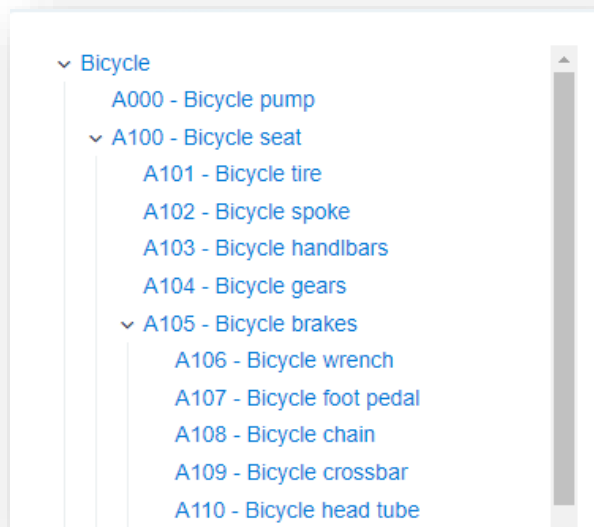 Bicycle
A000 - Bicycle pump
A100 - Bicycle seat
A101 - Bicycle tire
A102 - Bicycle spoke
A103 - Bicycle handlbars
A104 - Bicycle gears
A105 - Bicycle brakes
A106 - Bicycle wrench
A107 - Bicycle foot pedal
A108 - Bicycle chain
A109 - Bicycle crossbar
A110 - Bicycle head tube